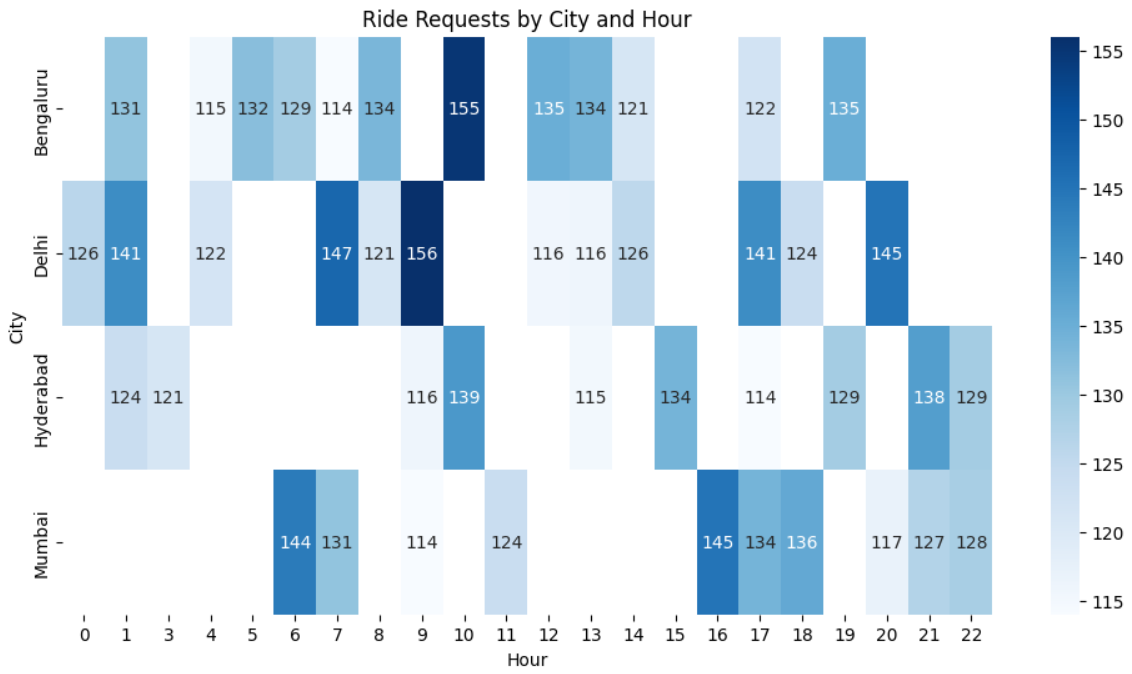 Ride Requests by City and Hour
City
Bengaluru
131 115 132 129 114 134 155 135 134 121 122 135
Delhi
126 141 122 147 121 156 116 116 126 141 124 145
Hyderabad
124 121 116 139 115 134 114 129 138 129
Mumbai
144 131 114 124 145 134 136 117 127 128
0 1 3 4 5 6 7 8 9 10 11 12 13 14 15 16 17 18 19 20 21 22
Hour
155
150
145
140
135
130
125
120
115